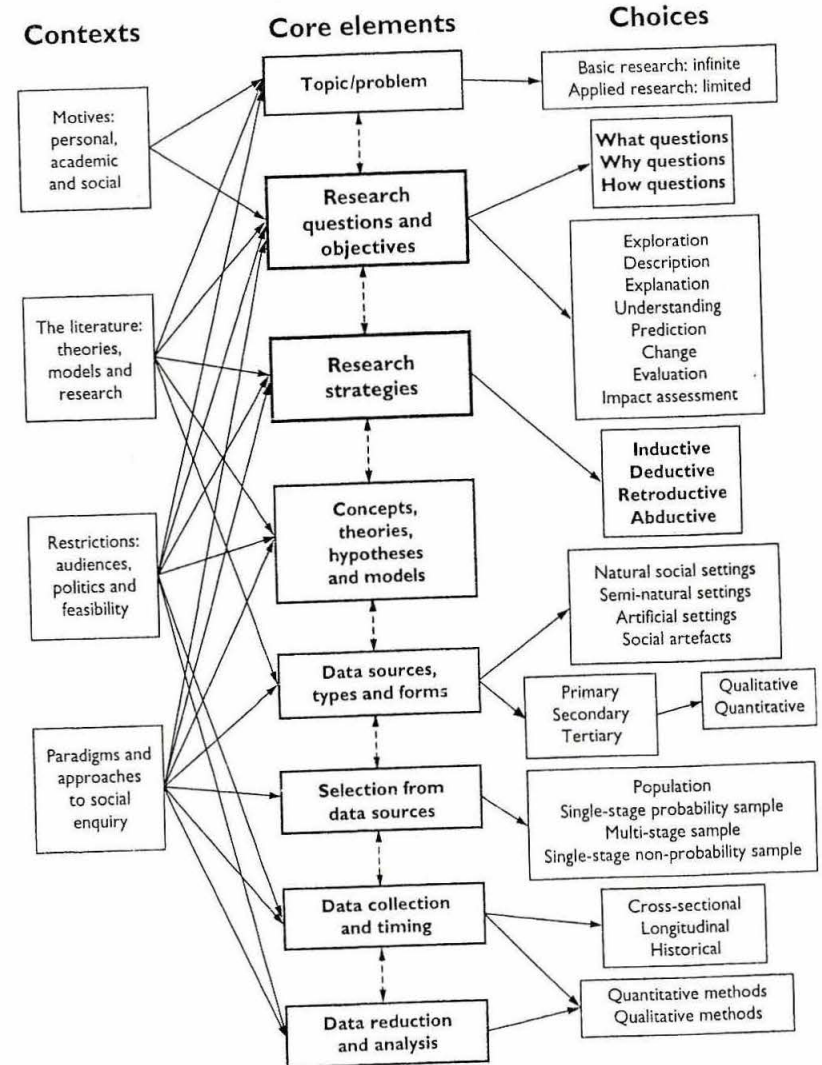 Contexts
Core elements
Choices
Motives:
personal,
academic
and social
The literature:
theories,
models and
research
Restrictions:
audiences,
politics and
feasibility
Paradigms and
approaches
to social
enquiry
Topic/problem
Research
questions and
objectives
Research
strategies
Concepts,
theories,
hypotheses
and models
Data sources,
types and forms
Selection from
data sources
Data collection
and timing
Data reduction
and analysis
Basic research: infinite
Applied research: limited
What questions
Why questions
How questions
Exploration
Description
Explanation
Understanding
Prediction
Change
Evaluation
Impact assessment
Inductive
Deductive
Retroductive
Abductive
Natural social settings
Semi-natural settings
Artificial settings
Social artefacts
Primary
Secondary
Tertiary
Qualitative
Quantitative
Population
Single-stage probability sample
Multi-stage sample
Single-stage non-probability sample
Cross-sectional
Longitudinal
Historical
Quantitative methods
Qualitative methods